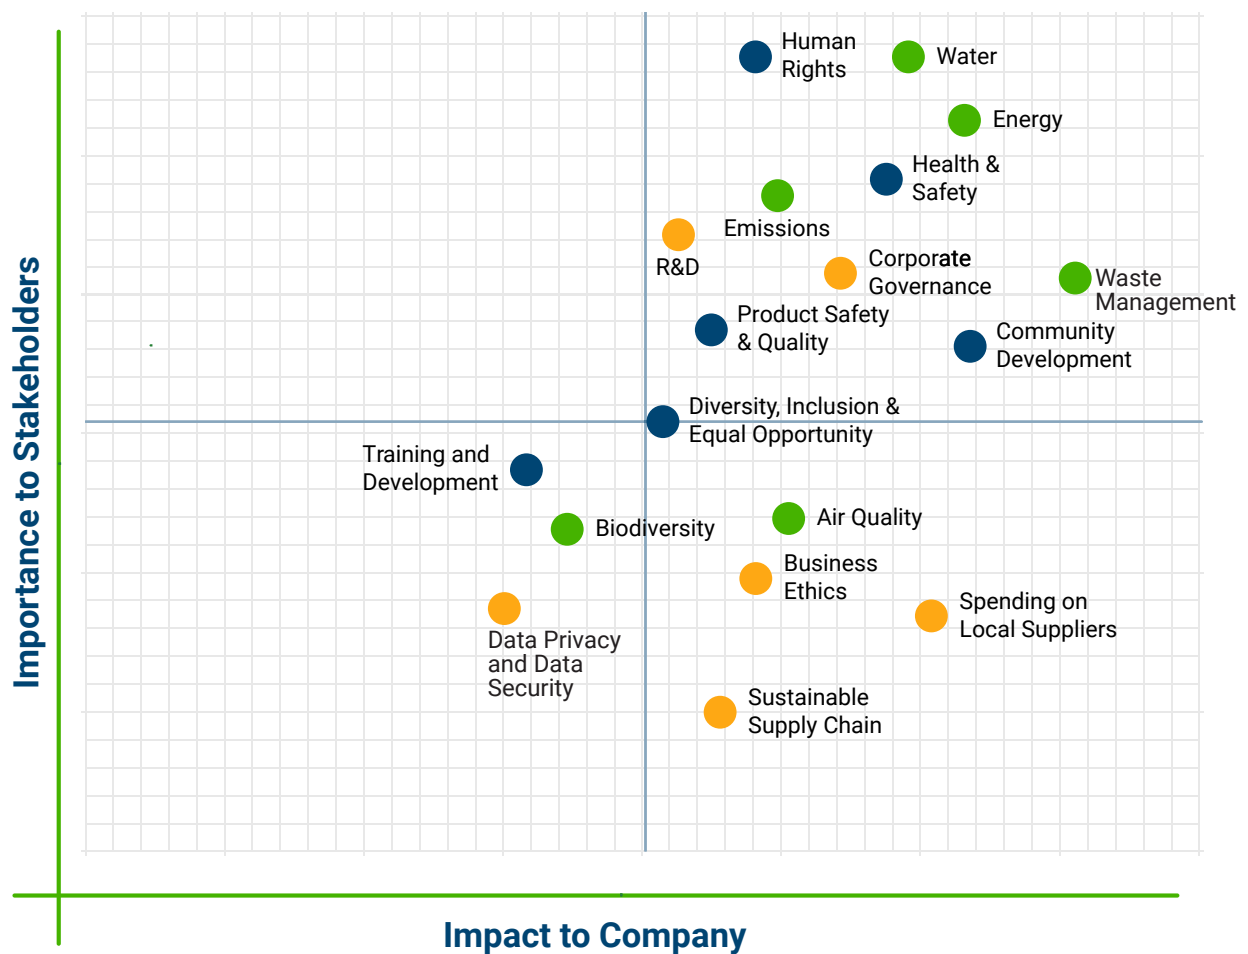 Human
Rights
Water
Energy
Health &
Safety
Emissions
R&D
Corporate
Governance
Waste
Management
Product Safety
& Quality
Community
Development
Diversity, Inclusion &
Equal Opportunity
Training and
Development
Biodiversity
Air Quality
Business
Ethics
Spending on
Local Suppliers
Data Privacy
and Data
Security
Sustainable
Supply Chain
Importance to Stakeholders
Impact to Company